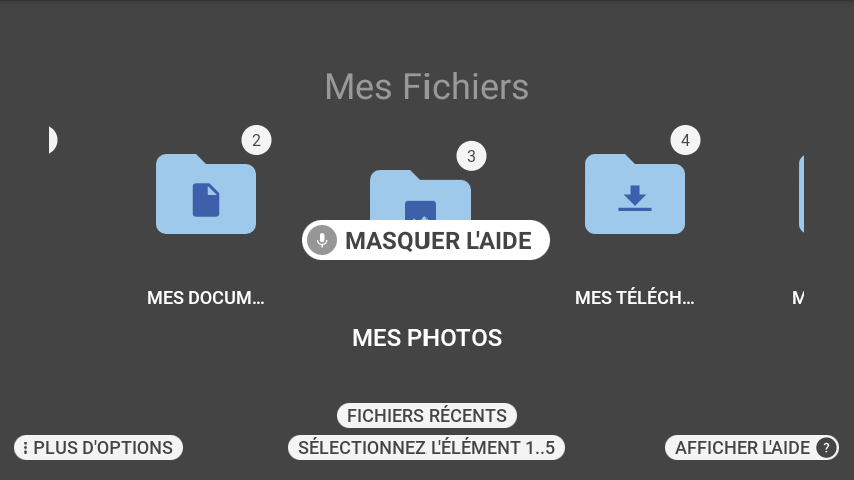 Mes Fichiers
2
3
4
MASQUER L'AIDE
MES DOCUM...
MES TÉLÉCH...
M
MES PHOTOS
FICHIERS RÉCENTS
PLUS D'OPTIONS
SÉLECTIONNEZ L'ÉLÉMENT 1..5
AFFICHER L'AIDE ?